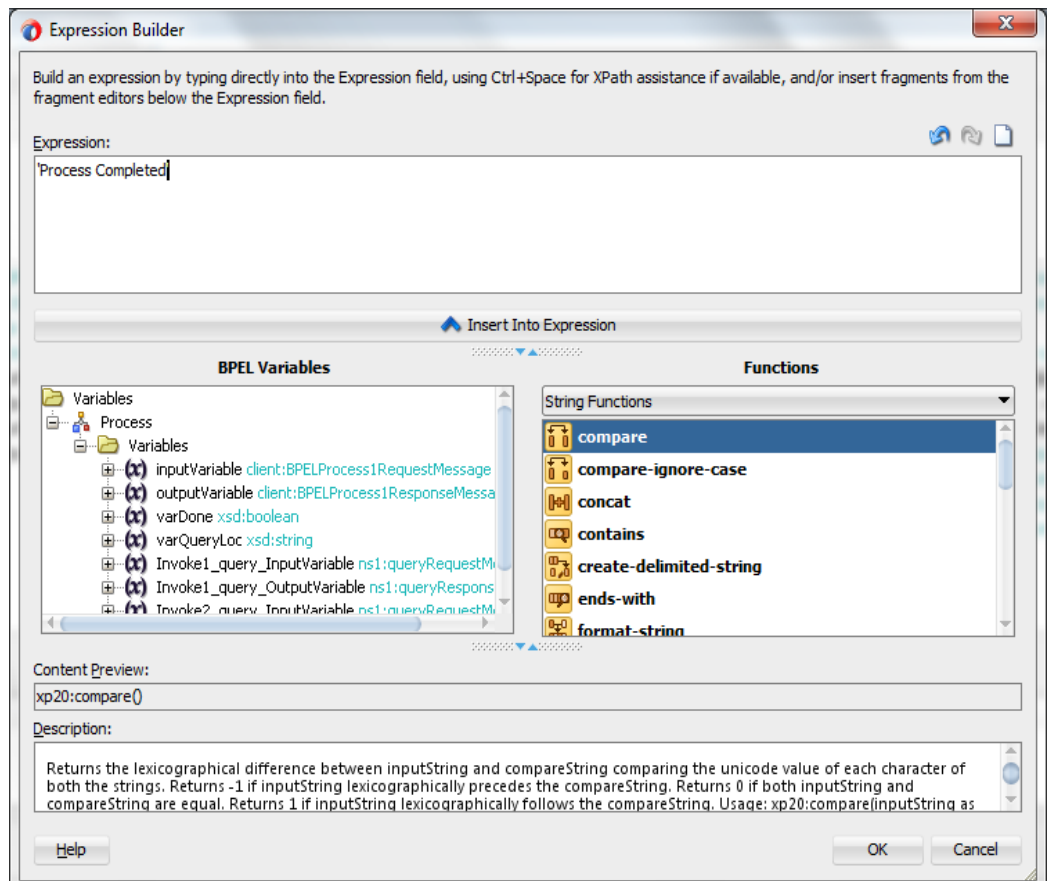 Expression Builder
Build an expression by typing directly into the Expression field, using Ctrl+Space for XPath assistance if available, and/or insert fragments from the
fragment editors below the Expression field.
Expression:
'Process Completed
Insert Into Expression
BPEL Variables
Variables
Process
Variables
inputVariable client:BPELProcess1RequestMessage
outputVariable client:BPELProcess1ResponseMessa
varDone xsd:boolean
varQueryLoc xsd:string
Invoke1_query_InputVariable ns1:queryRequestM
Invoke1_query_OutputVariable ns1:queryRespons
Invoke2_query_InputVariable ns1:queryRequestM
Functions
String Functions
compare
compare-ignore-case
concat
contains
create-delimited-string
ends-with
format-string
Content Preview:
xp20:compare()
Description:
Returns the lexicographical difference between inputString and compareString comparing the unicode value of each character of
both the strings. Returns -1 if inputString lexicographically precedes the compareString. Returns 0 if both inputString and
compareString are equal. Returns 1 if inputString lexicographically follows the compareString. Usage: xp20:compare(inputString as
Help
OK
Cancel